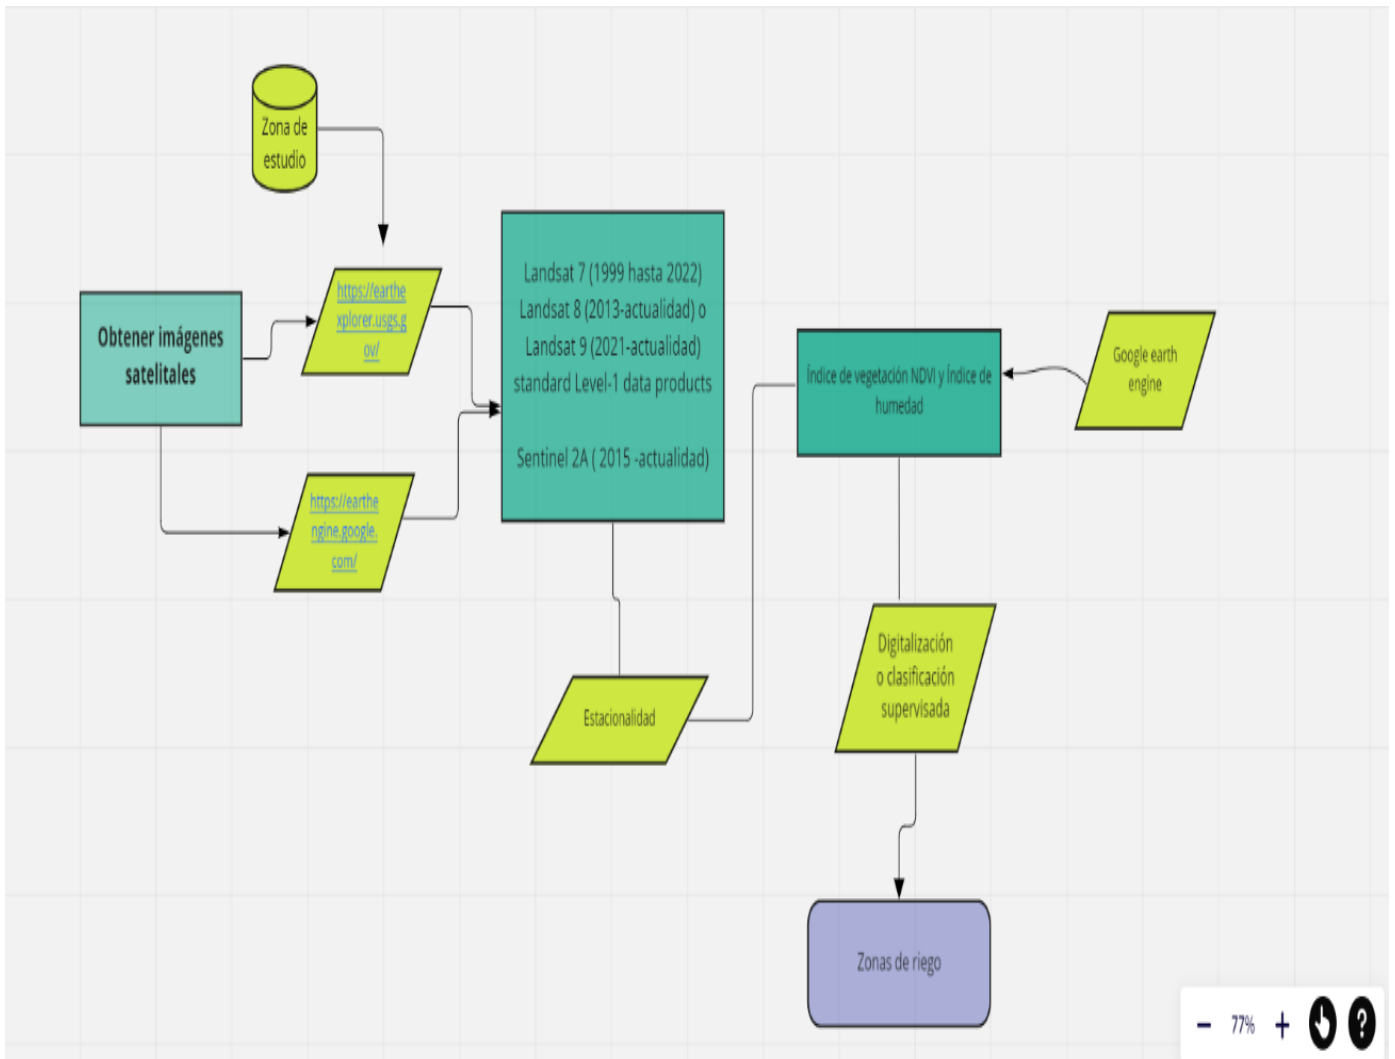 Zona de
estudio
Obtener imágenes
satelitales
https://earthe
xplorer.usgs.g
ov/
https://earthe
ngine.google.
com/
Landsat 7 (1999 hasta 2022)
Landsat 8 (2013-actualidad) o
Landsat 9 (2021-actualidad)
standard Level-1 data products
Sentinel 2A ( 2015 -actualidad)
Estacionalidad
Índice de vegetación NDVI y Índice de
humedad
Google earth
engine
Digitalización
o clasificación
supervisada
Zonas de riego
− 77% + ?